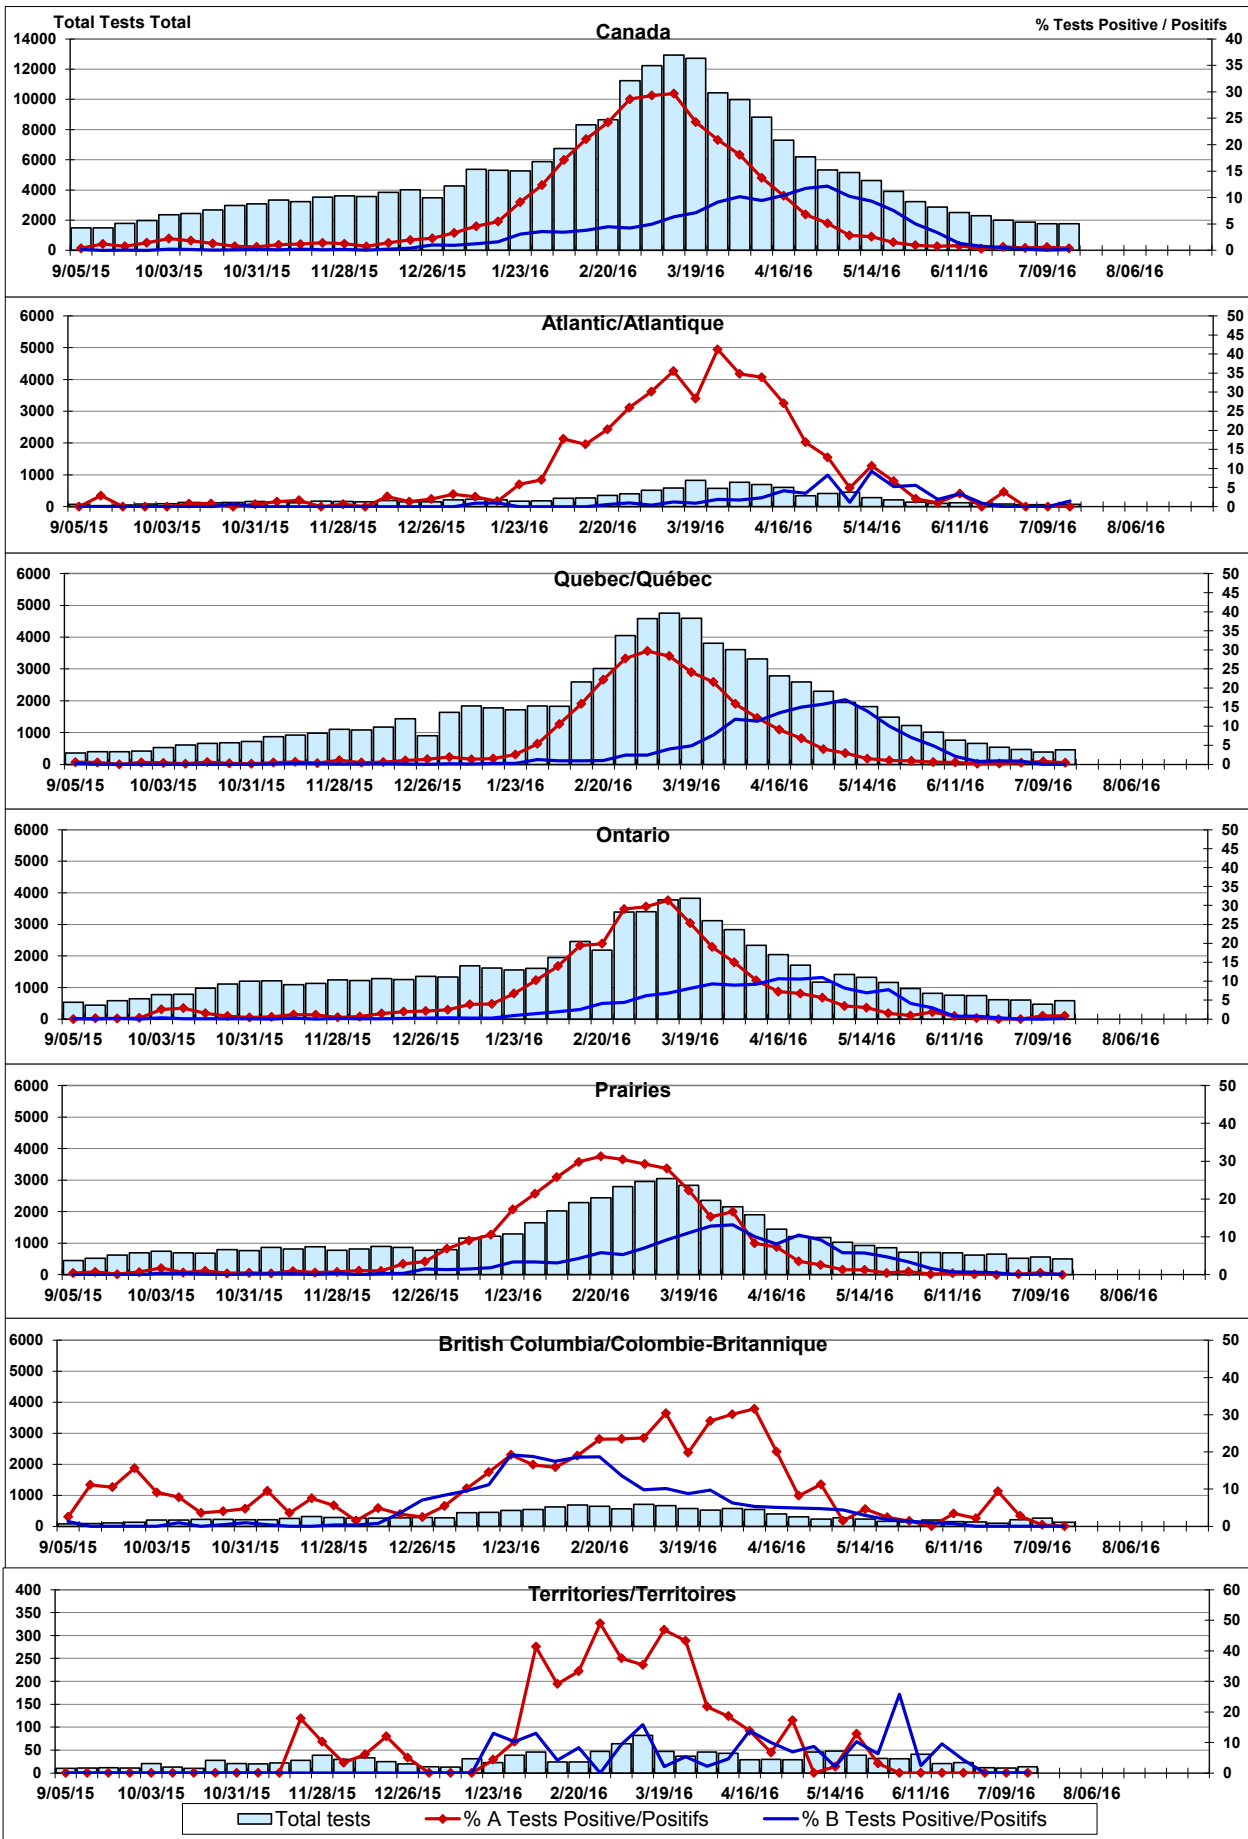 Total Tests Total
% Tests Positive / Positifs
Canada
14000 12000 10000 8000 6000 4000 2000 0
40 35 30 25 20 15 10 5 0
9/05/15 10/03/15 10/31/15 11/28/15 12/26/15 1/23/16 2/20/16 3/19/16 4/16/16 5/14/16 6/11/16 7/09/16 8/06/16
Atlantic/Atlantique
6000 5000 4000 3000 2000 1000 0
50 45 40 35 30 25 20 15 10 5 0
9/05/15 10/03/15 10/31/15 11/28/15 12/26/15 1/23/16 2/20/16 3/19/16 4/16/16 5/14/16 6/11/16 7/09/16 8/06/16
Quebec/Québec
6000 5000 4000 3000 2000 1000 0
50 45 40 35 30 25 20 15 10 5 0
9/05/15 10/03/15 10/31/15 11/28/15 12/26/15 1/23/16 2/20/16 3/19/16 4/16/16 5/14/16 6/11/16 7/09/16 8/06/16
Ontario
6000 5000 4000 3000 2000 1000 0
50 45 40 35 30 25 20 15 10 5 0
9/05/15 10/03/15 10/31/15 11/28/15 12/26/15 1/23/16 2/20/16 3/19/16 4/16/16 5/14/16 6/11/16 7/09/16 8/06/16
Prairies
6000 5000 4000 3000 2000 1000 0
50 40 30 20 10 0
9/05/15 10/03/15 10/31/15 11/28/15 12/26/15 1/23/16 2/20/16 3/19/16 4/16/16 5/14/16 6/11/16 7/09/16 8/06/16
British Columbia/Colombie-Britannique
6000 5000 4000 3000 2000 1000 0
50 40 30 20 10 0
9/05/15 10/03/15 10/31/15 11/28/15 12/26/15 1/23/16 2/20/16 3/19/16 4/16/16 5/14/16 6/11/16 7/09/16 8/06/16
Territories/Territoires
400 350 300 250 200 150 100 50 0
60 50 40 30 20 10 0
9/05/15 10/03/15 10/31/15 11/28/15 12/26/15 1/23/16 2/20/16 3/19/16 4/16/16 5/14/16 6/11/16 7/09/16 8/06/16
Total tests % A Tests Positive/Positifs % B Tests Positive/Positifs